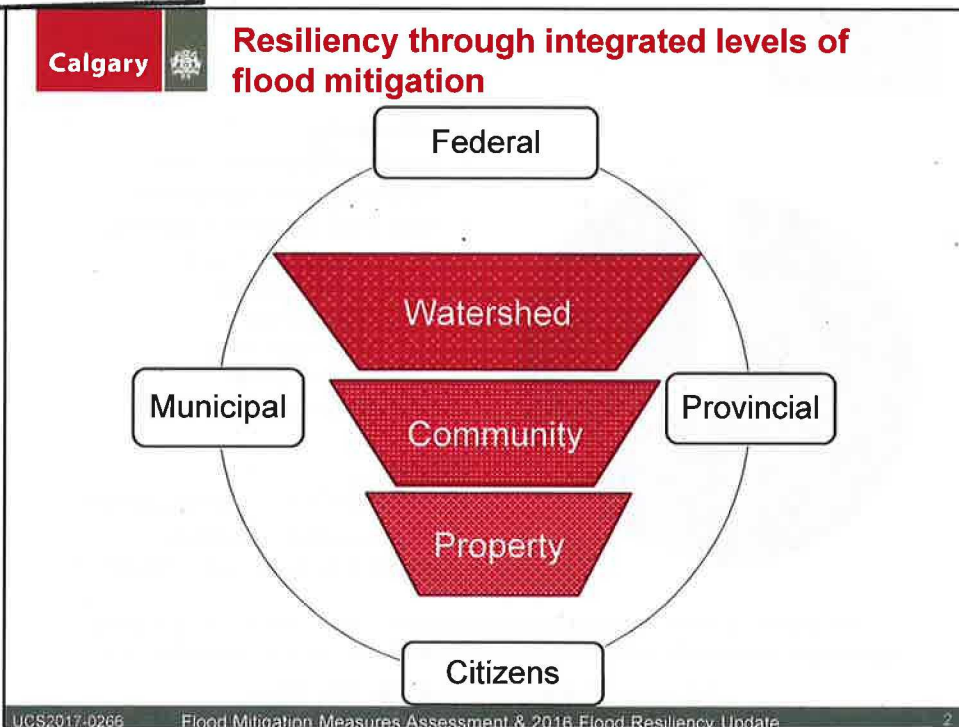 Calgary
Resiliency through integrated levels of
flood mitigation
Federal
Watershed
Municipal
Provincial
Community
Property
Citizens
UCS2017-0266 Flood Mitigation Measures Assessment & 2016 Flood Resiliency Update 2